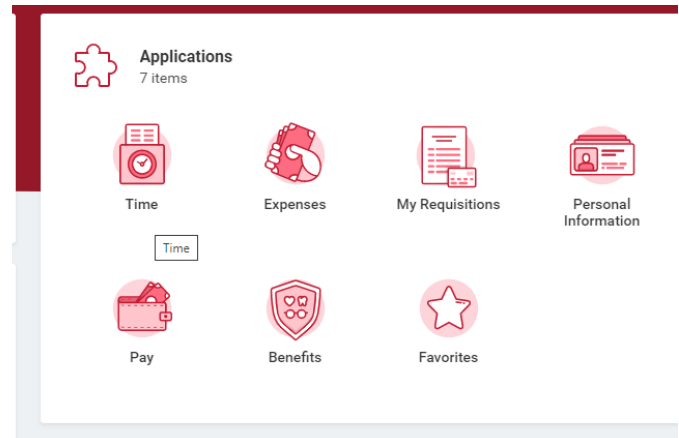 Applications
7 items
Time
Expenses
My Requisitions
Personal
Information
Time
Pay
Benefits
Favorites